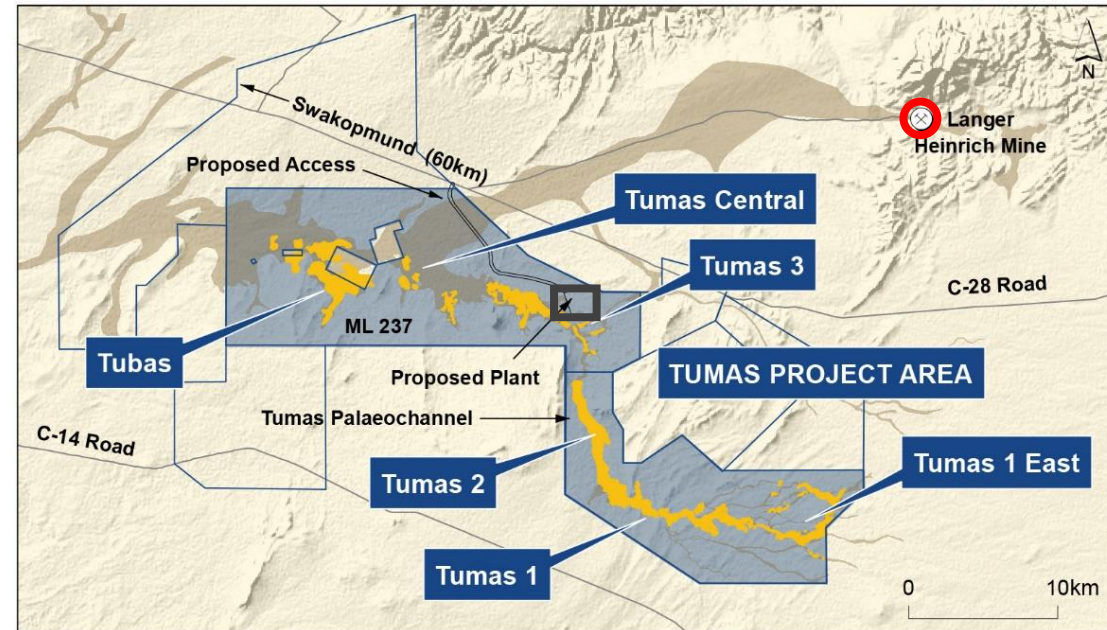 N
Langer
Heinrich Mine
Swakopmund (60km)
Proposed Access
Tumas Central
Tumas 3
C-28 Road
ML 237
Tubas
Proposed Plant
TUMAS PROJECT AREA
Tumas Palaeochannel
C-14 Road
Tumas 2
Tumas 1 East
Tumas 1
0 10km